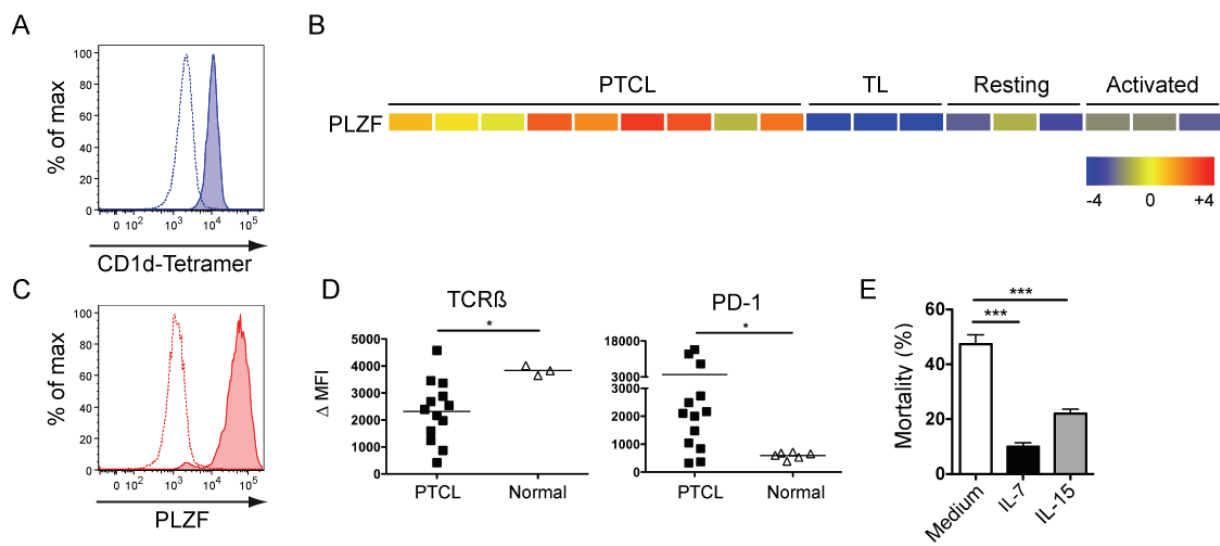 A
% of max
100
80
60
40
20
0
0 10² 10³ 10⁴ 10⁵
CD1d-Tetramer
B
PTCL TL Resting Activated
PLZF
-4 0 +4
C
% of max
100
80
60
40
20
0
0 10² 10³ 10⁴ 10⁵
PLZF
D
TCRß
*
Δ MFI
5000
4000
3000
2000
1000
0
PTCL Normal
PD-1
*
18000
3000
3000
2000
1000
0
PTCL Normal
E
***
***
Mortality (%)
60
40
20
0
Medium IL-7 IL-15